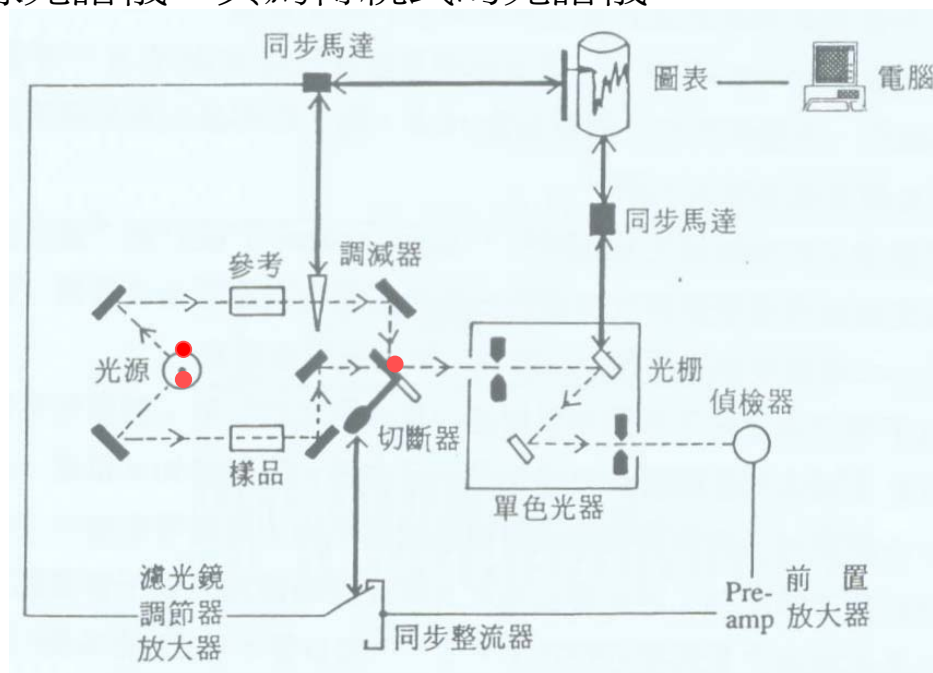 同步馬達
圖表
電腦
同步馬達
調減器
參考
光源
光柵
偵檢器
切斷器
樣品
單色光器
濾光鏡
調節器
放大器
同步整流器
Pre-
amp
前置
放大器